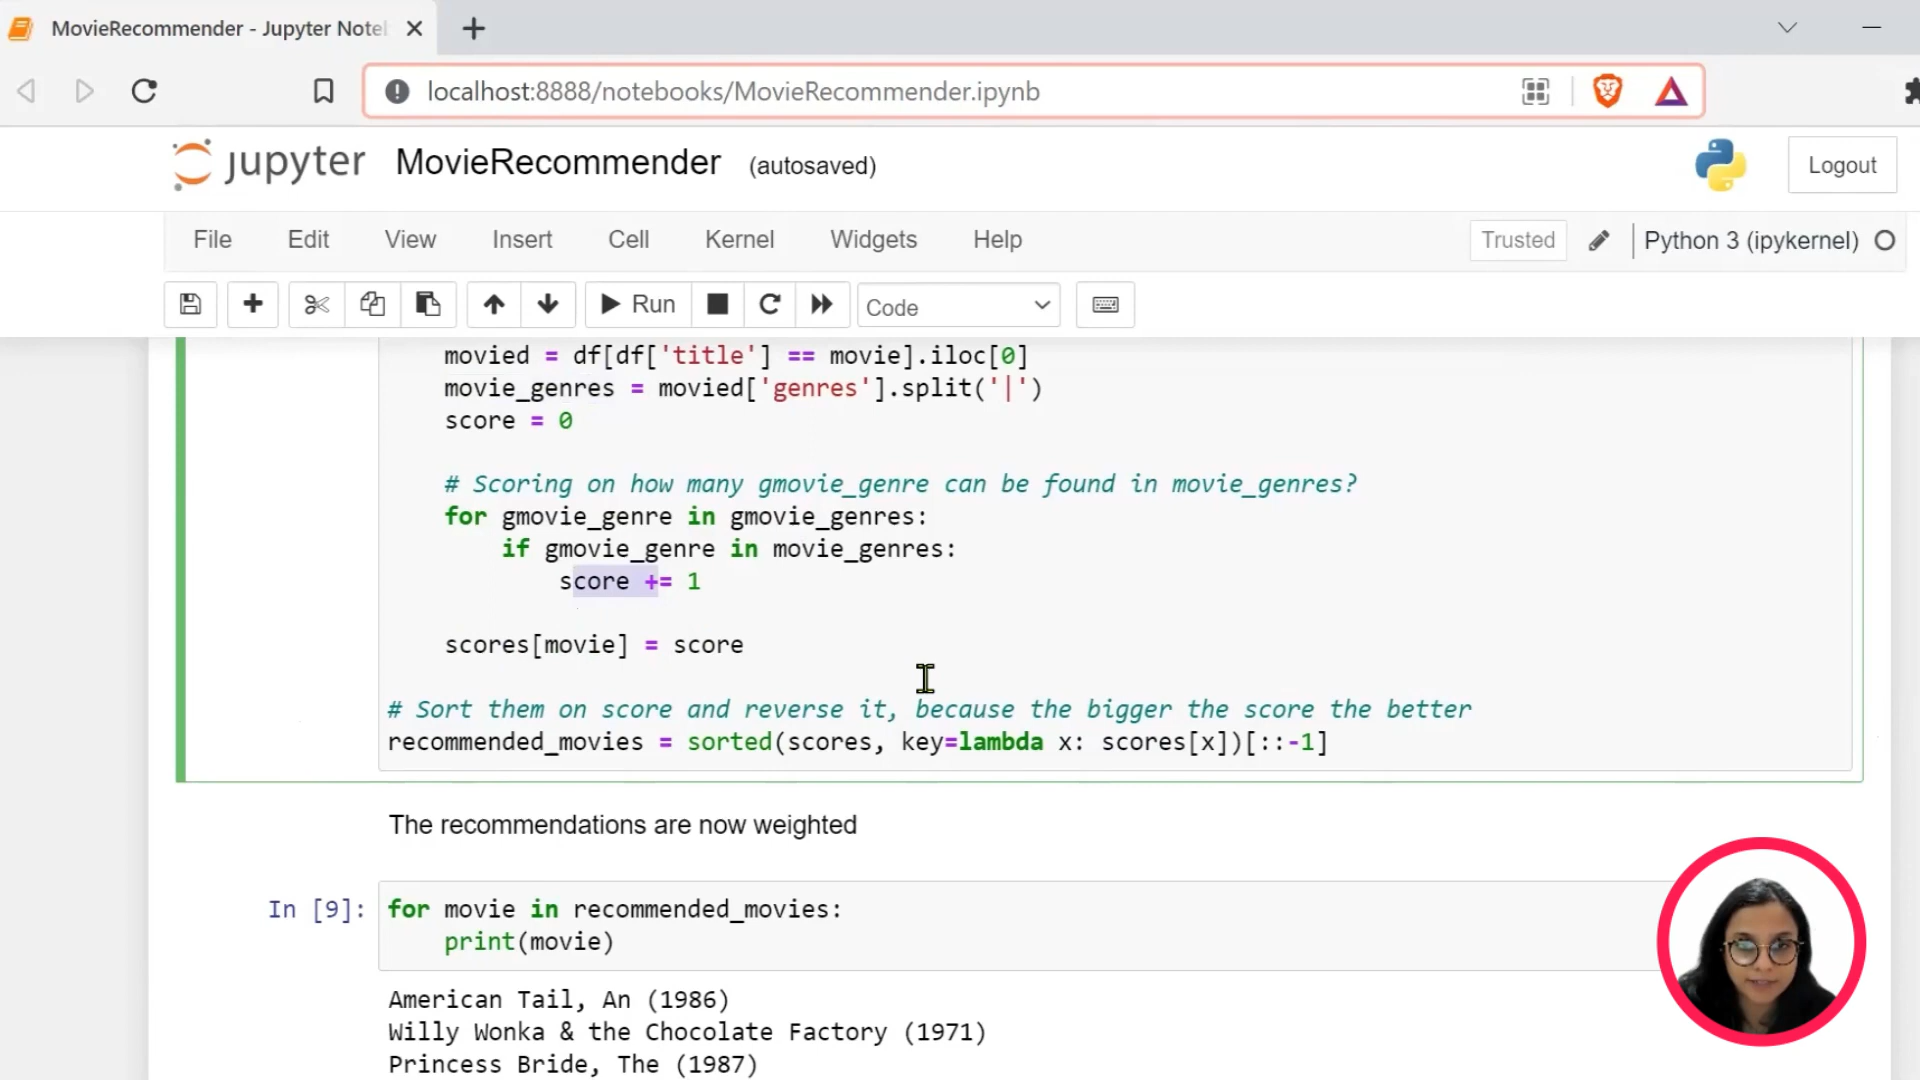 MovieRecommender - Jupyter Note
localhost:8888/notebooks/MovieRecommender.ipynb
jupyter MovieRecommender (autosaved)
Logout
File Edit View Insert Cell Kernel Widgets Help
Trusted Python 3 (ipykernel)
Run Code
movied = df[df['title'] == movie].iloc[0]
movie_genres = movied['genres'].split('|')
score = 0
# Scoring on how many gmovie_genre can be found in movie_genres?
for gmovie_genre in gmovie_genres:
if gmovie_genre in movie_genres:
score += 1
scores[movie] = score
# Sort them on score and reverse it, because the bigger the score the better
recommended_movies = sorted(scores, key=lambda x: scores[x])[::-1]
The recommendations are now weighted
In [9]: for movie in recommended_movies:
print(movie)
American Tail, An (1986)
Willy Wonka & the Chocolate Factory (1971)
Princess Bride, The (1987)